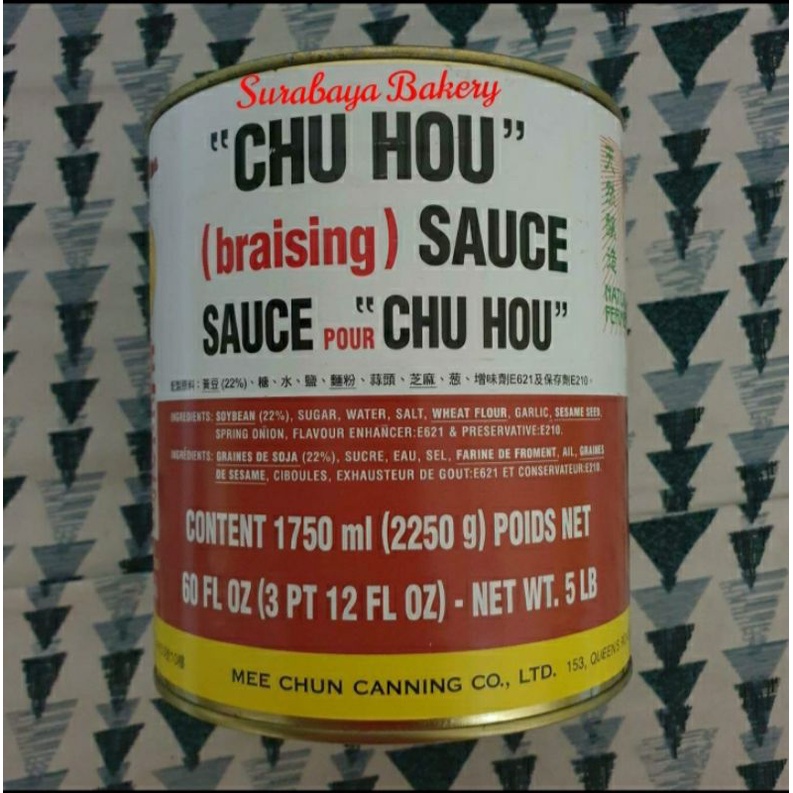 Surabaya Bakery
"CHU HOU"
(braising) SAUCE
SAUCE POUR "CHU HOU"
配製原料：黃豆(22%)、糖、水、鹽、麵粉、蒜頭、芝麻、葱、增味劑E621及保存劑E210。
INGREDIENTS: SOYBEAN (22%), SUGAR, WATER, SALT, WHEAT FLOUR, GARLIC, SESAME SEED,
SPRING ONION, FLAVOUR ENHANCER:E621 & PRESERVATIVE:E210.
INGRÉDIENTS: GRAINES DE SOJA (22%), SUCRE, EAU, SEL, FARINE DE FROMENT, AIL, GRAINES
DE SESAME, CIBOULES, EXHAUSTEUR DE GOUT:E621 ET CONSERVATEUR:E210.
CONTENT 1750 ml (2250 g) POIDS NET
60 FL OZ (3 PT 12 FL OZ) - NET WT. 5 LB
MEE CHUN CANNING CO., LTD. 153, QUEEN'S